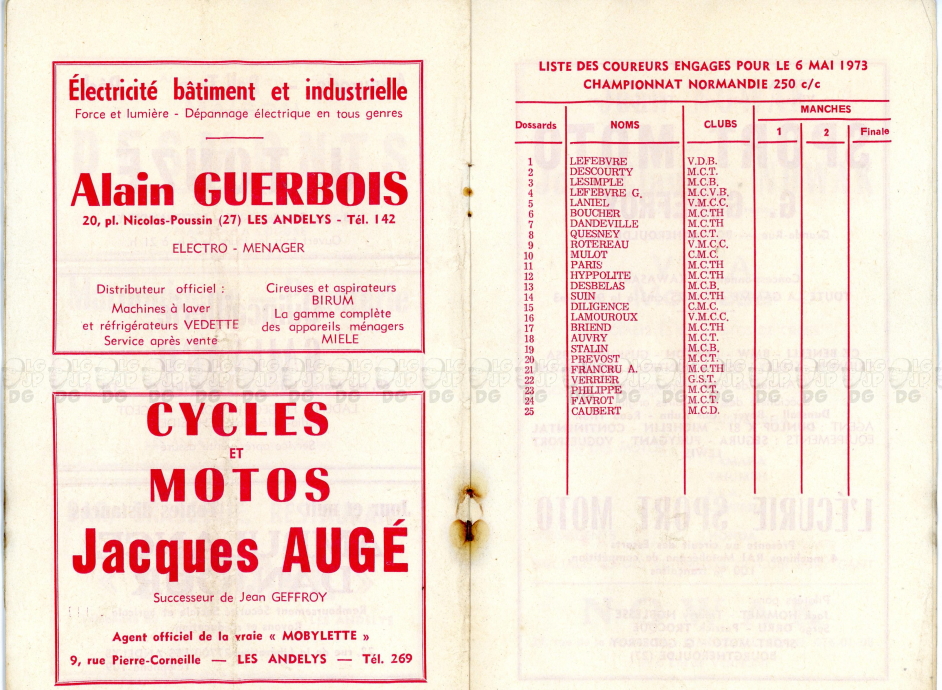 Électricité bâtiment et industrielle
Force et lumière - Dépannage électrique en tous genres
Alain GUERBOIS
20, pl. Nicolas-Poussin (27) LES ANDELYS - Tél. 142
ELECTRO - MENAGER
Distributeur officiel :
Machines à laver
et réfrigérateurs VEDETTE
Service après vente
Cireuses et aspirateurs
BIRUM
La gamme complète
des appareils ménagers
MIELE
CYCLES
ET
MOTOS
Jacques AUGÉ
Successeur de Jean GEFFROY
Agent officiel de la vraie « MOBYLETTE »
9, rue Pierre-Corneille — LES ANDELYS — Tél. 269
LISTE DES COUREURS ENGAGES POUR LE 6 MAI 1973
CHAMPIONNAT NORMANDIE 250 c/c
Dossards NOMS CLUBS MANCHES
1 2 Finale
1 LEFEBVRE V.D.B.
2 DESCOURTY M.C.T.
3 LESIMPLE M.C.B.
4 LEFEBVRE G. M.C.V.B.
5 LANIEL V.M.C.C.
6 BOUCHER M.C.TH
7 DANDEVILLE M.C.TH
8 QUESNEY M.C.T.
9 ROTEREAU V.M.C.C.
10 MULOT C.M.C.
11 PARIS M.C.TH
12 HYPPOLITE M.C.TH
13 DESBELAS M.C.B.
14 SUIN M.C.TH
15 DILIGENCE C.M.C.
16 LAMOUROUX V.M.C.C.
17 BRIEND M.C.TH
18 AUVRY M.C.T.
19 STALIN M.C.B.
20 PREVOST M.C.T.
21 FRANCRU A. M.C.TH
22 VERRIER G.S.T.
23 PHILIPPE M.C.T.
24 FAVROT M.C.T.
25 CAUBERT M.C.D.